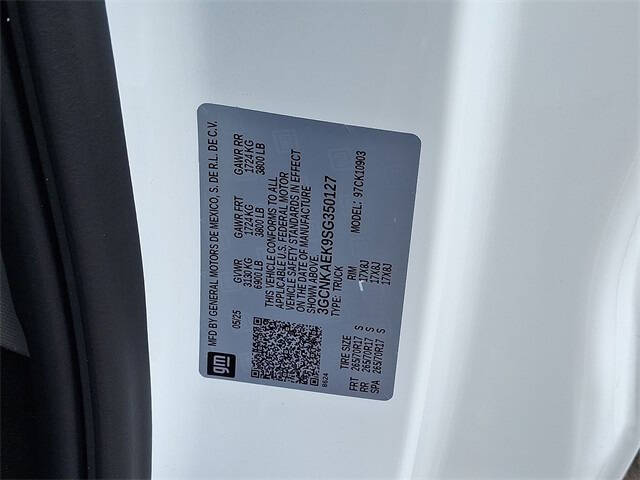 gm
MFD BY GENERAL MOTORS DE MEXICO, S. DE R.L. DE C.V.
05/25 GVWR GAWR FRT GAWR RR
3130 KG 1724 KG 1724 KG
6900 LB 3800 LB 3800 LB
THIS VEHICLE CONFORMS TO ALL
APPLICABLE U.S. FEDERAL MOTOR
VEHICLE SAFETY STANDARDS IN EFFECT
ON THE DATE OF MANUFACTURE
SHOWN ABOVE.
3GCNKAEK9SG350127
TYPE: TRUCK MODEL: 97CK10903
8624
TIRE SIZE RIM
FRT 265/70R17 S 17X8J
RR 265/70R17 S 17X8J
SPA 265/70R17 S 17X8J